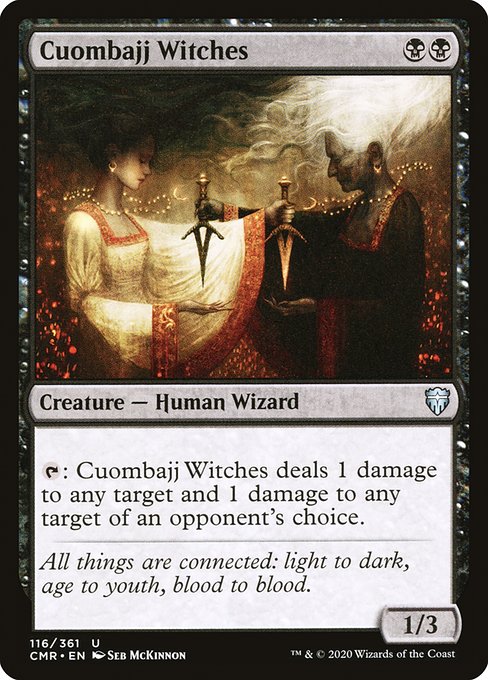 Cuombajj Witches
Creature — Human Wizard
: Cuombajj Witches deals 1 damage
to any target and 1 damage to any
target of an opponent's choice.
All things are connected: light to dark,
age to youth, blood to blood.
1/3
116/361 U
CMR • EN Seb McKinnon
™ & © 2020 Wizards of the Coast